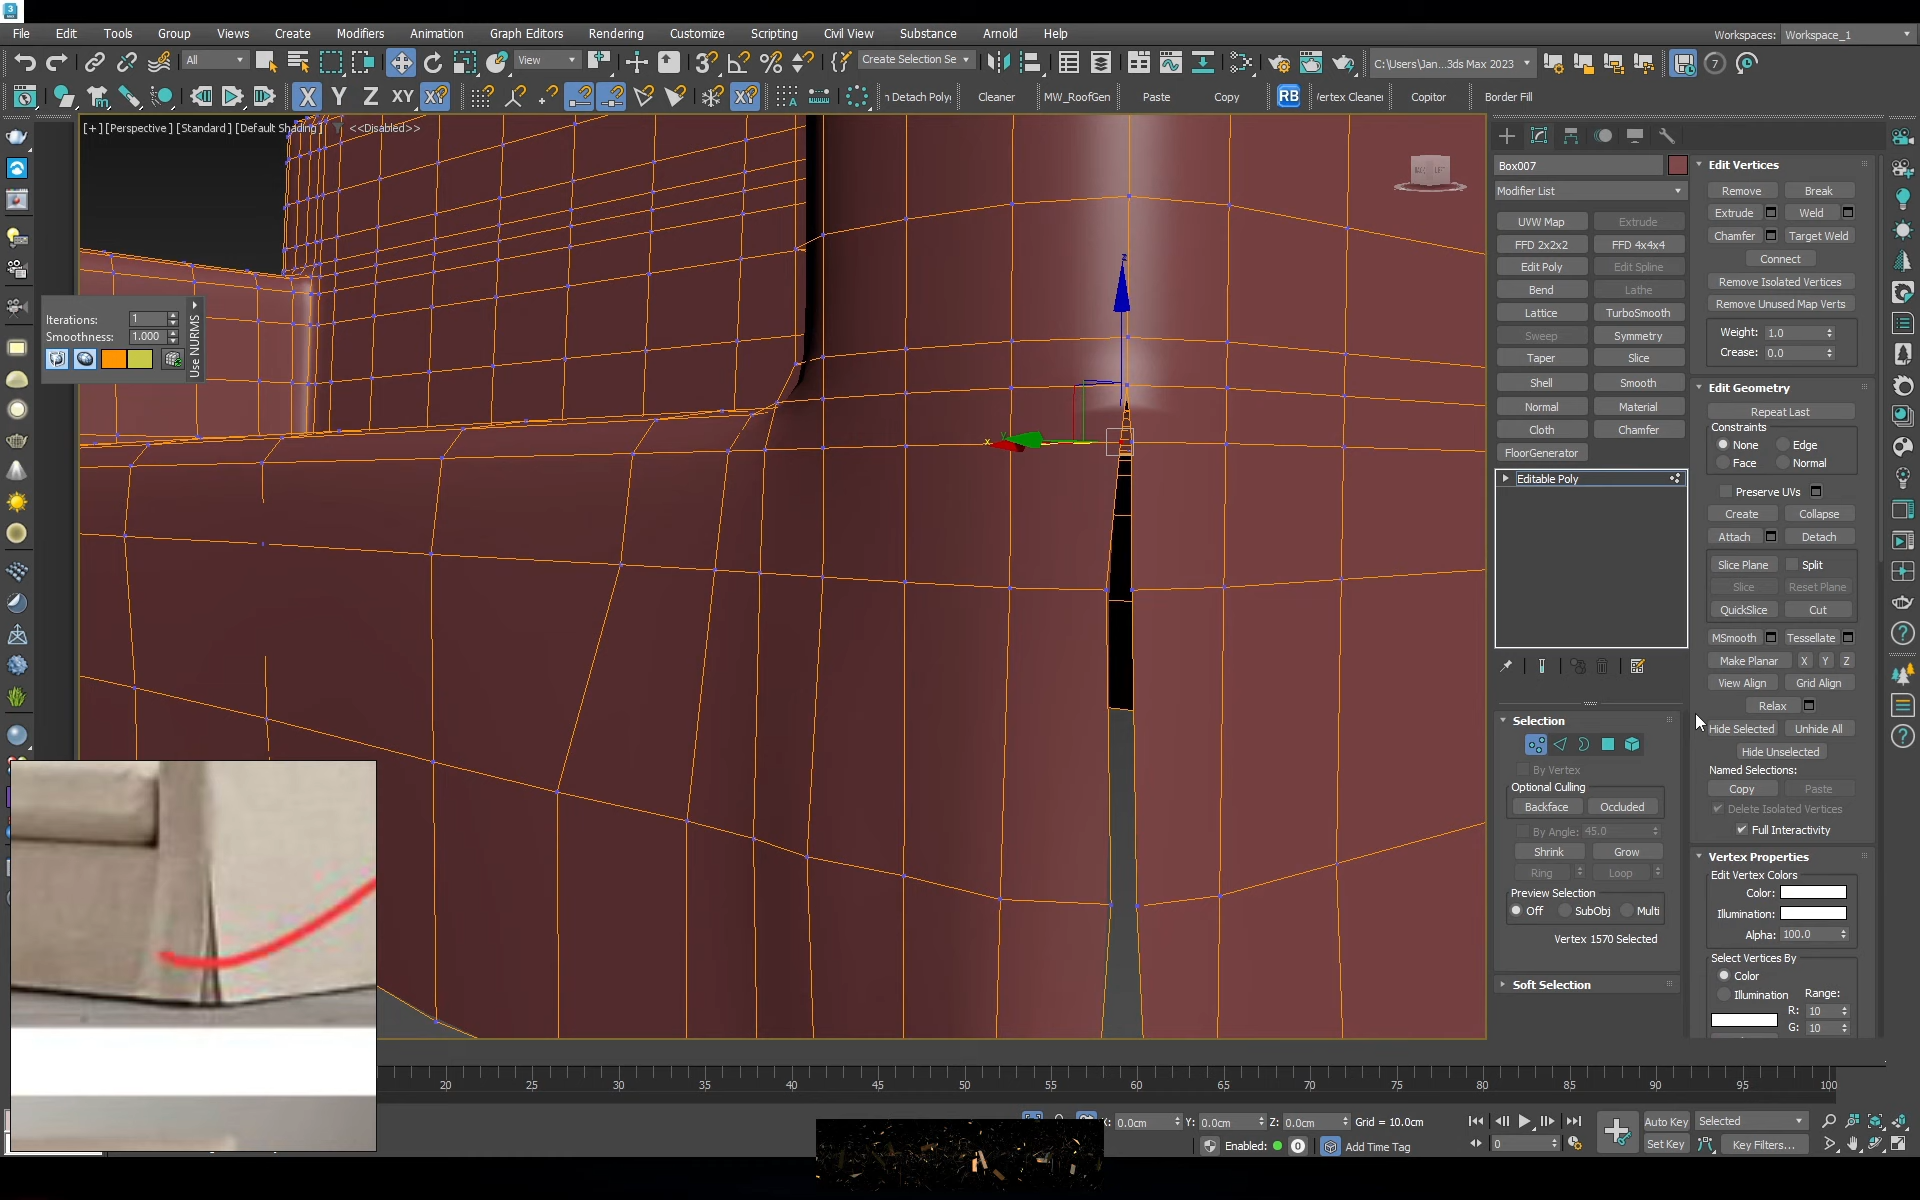 3
MAX
File Edit Tools Group Views Create Modifiers Animation Graph Editors Rendering Customize Scripting Civil View Substance Arnold Help
Workspaces: Workspace_1
All
View
Create Selection Se
C:\Users\Jan...3ds Max 2023
7
X Y Z XY XY
Detach Poly
Cleaner
MW_RoofGen
Paste
Copy
RB
Vertex Cleaner
Copitor
Border Fill
[+] [Perspective] [Standard] [Default Shading] <<Disabled>>
Iterations: 1
Smoothness: 1.000
Use NURMS
z
x
y
Box007
Modifier List
UVW Map Extrude
FFD 2x2x2 FFD 4x4x4
Edit Poly Edit Spline
Bend Lathe
Lattice TurboSmooth
Sweep Symmetry
Taper Slice
Shell Smooth
Normal Material
Cloth Chamfer
FloorGenerator
Editable Poly
Selection
By Vertex
Optional Culling
Backface Occluded
By Angle: 45.0
Shrink Grow
Ring Loop
Preview Selection
Off SubObj Multi
Vertex 1570 Selected
Soft Selection
Edit Vertices
Remove Break
Extrude Weld
Chamfer Target Weld
Connect
Remove Isolated Vertices
Remove Unused Map Verts
Weight: 1.0
Crease: 0.0
Edit Geometry
Repeat Last
Constraints
None Edge
Face Normal
Preserve UVs
Create Collapse
Attach Detach
Slice Plane Split
Slice Reset Plane
QuickSlice Cut
MSmooth Tessellate
Make Planar X Y Z
View Align Grid Align
Relax
Hide Selected Unhide All
Hide Unselected
Named Selections:
Copy Paste
Delete Isolated Vertices
Full Interactivity
Vertex Properties
Edit Vertex Colors
Color:
Illumination:
Alpha: 100.0
Select Vertices By
Color
Illumination Range:
R: 10
G: 10
20 25 30 35 40 45 50 55 60 65 70 75 80 85 90 95 100
X: 0.0cm Y: 0.0cm Z: 0.0cm Grid = 10.0cm
Enabled: 0 Add Time Tag
0
Auto Key Selected
Set Key Key Filters...